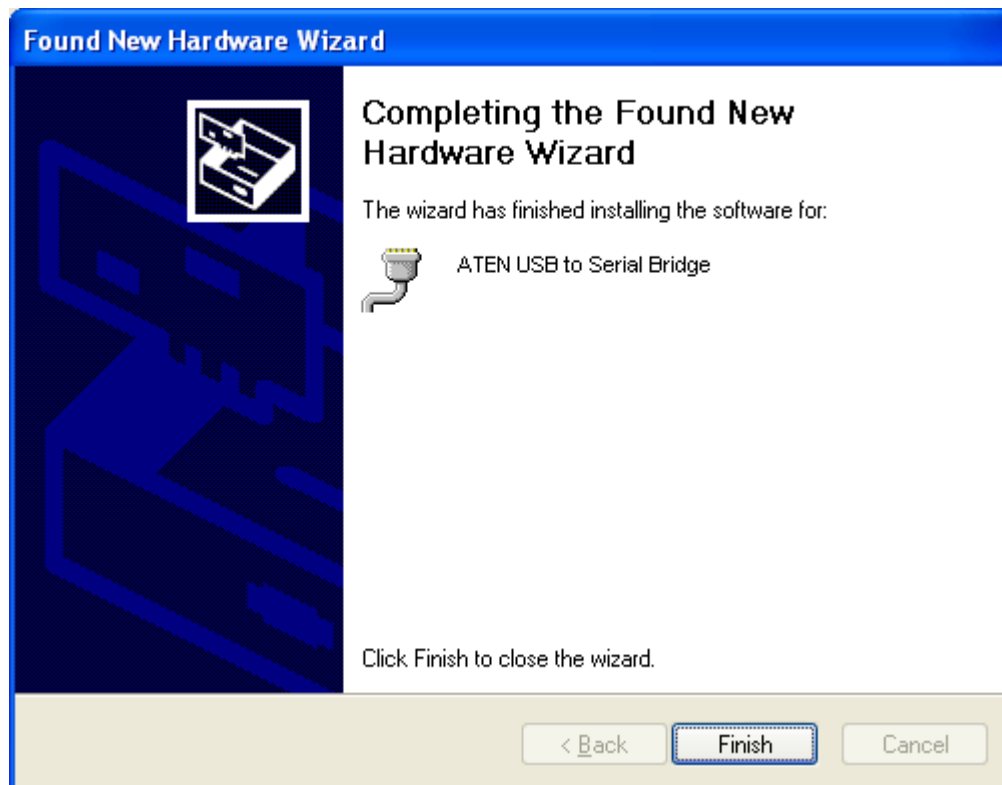 Found New Hardware Wizard
Completing the Found New
Hardware Wizard
The wizard has finished installing the software for:
ATEN USB to Serial Bridge
Click Finish to close the wizard.
< Back
Finish
Cancel